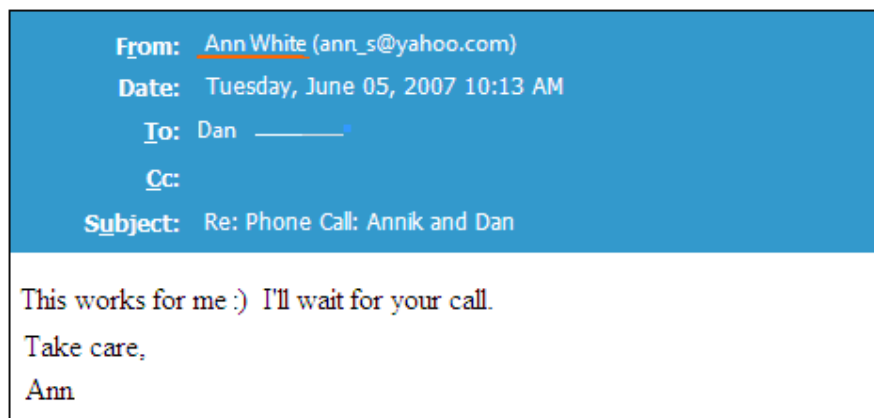 From: Ann White (ann_s@yahoo.com)
Date: Tuesday, June 05, 2007 10:13 AM
To: Dan
Cc:
Subject: Re: Phone Call: Annik and Dan
This works for me :) I'll wait for your call.
Take care,
Ann